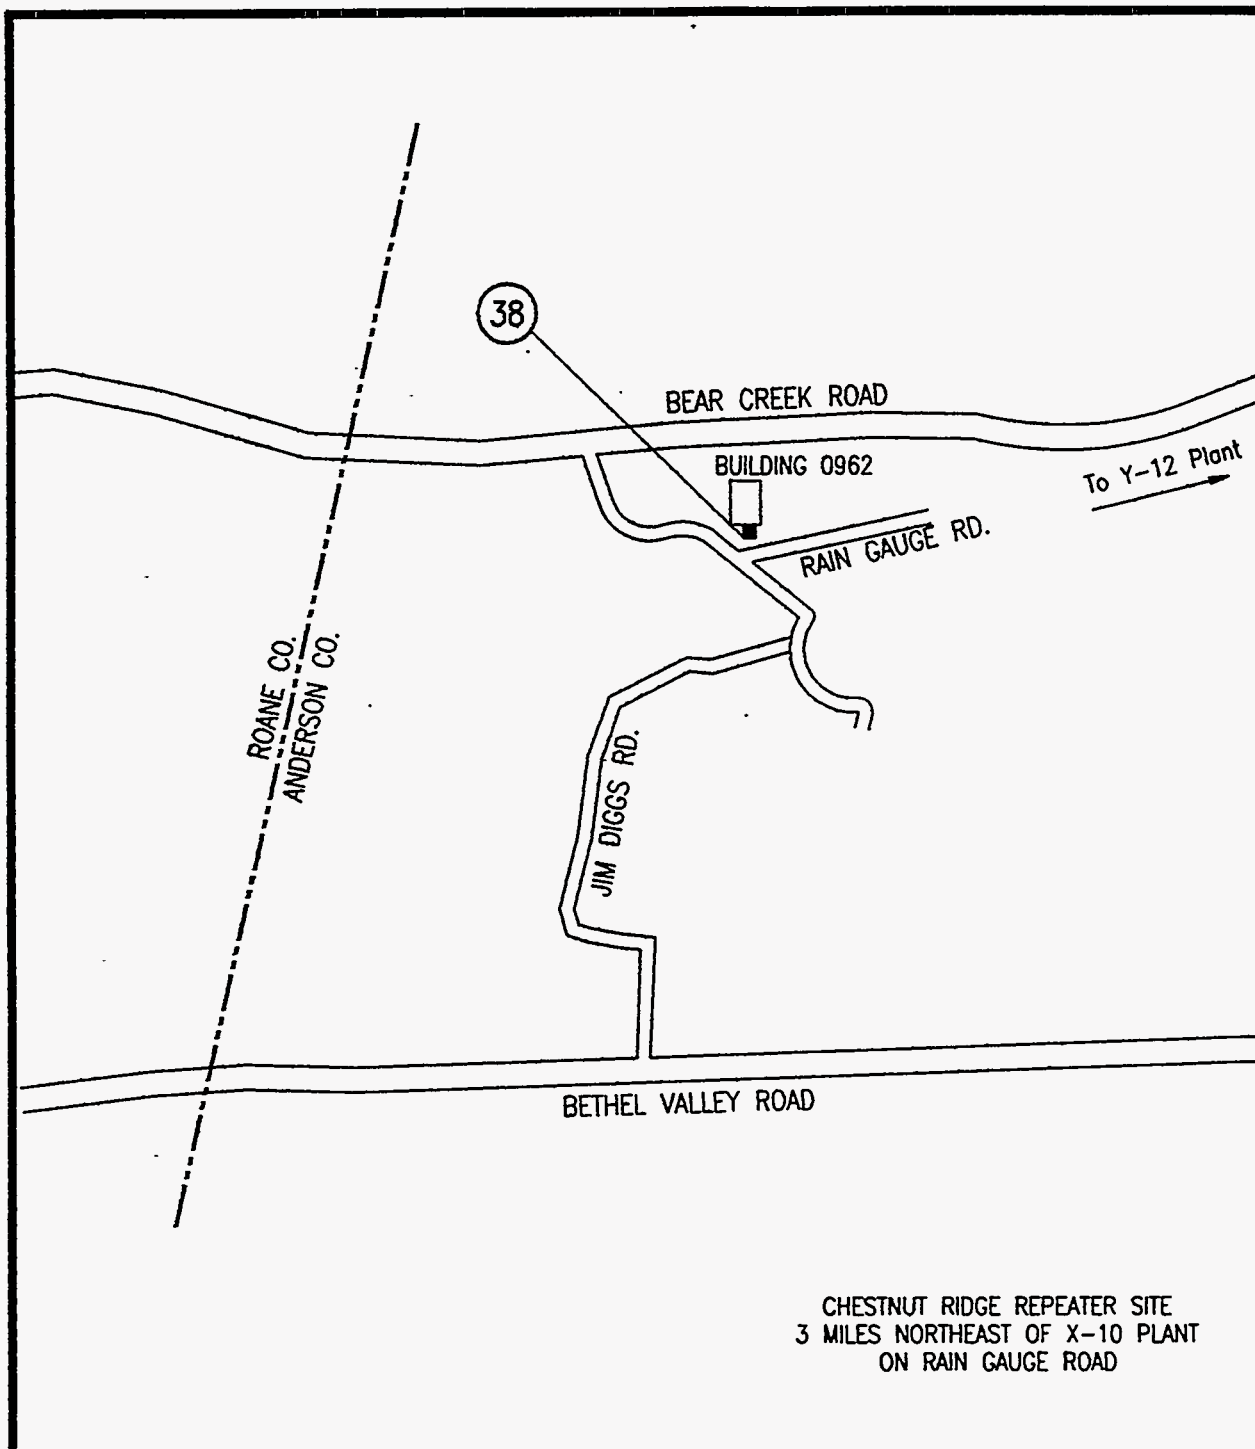 38
BEAR CREEK ROAD
BUILDING 0962
To Y-12 Plant
RAIN GAUGE RD.
ROANE CO.
ANDERSON CO.
JIM DIGGS RD.
BETHEL VALLEY ROAD
CHESTNUT RIDGE REPEATER SITE
3 MILES NORTHEAST OF X-10 PLANT
ON RAIN GAUGE ROAD